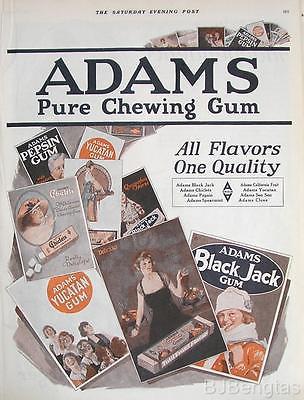 THE SATURDAY EVENING POST
ADAMS
Pure Chewing Gum
All Flavors
One Quality
Adams Black Jack
Adams Chiclets
Adams Pepsin
Adams Spearmint
Adams California Fruit
Adams Yucatan
Adams Sen Sen
Adams Clove
ADAMS
PEPSIN
GUM
ADAMS
YUCATAN
GUM
Chiclets
Really
Delightful
ADAMS
YUCATAN
GUM
ADAMS
Black Jack
GUM
BJBengtas